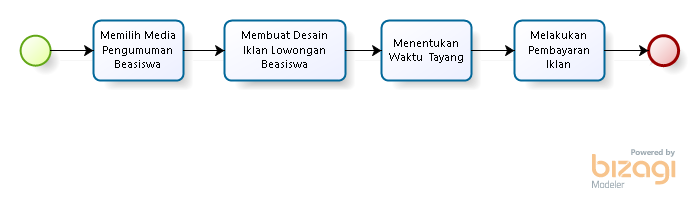 Memilih Media
Pengumuman
Beasiswa
Membuat Desain
Iklan Lowongan
Beasiswa
Menentukan
Waktu Tayang
Melakukan
Pembayaran
Iklan
Powered by
bizagi
Modeler